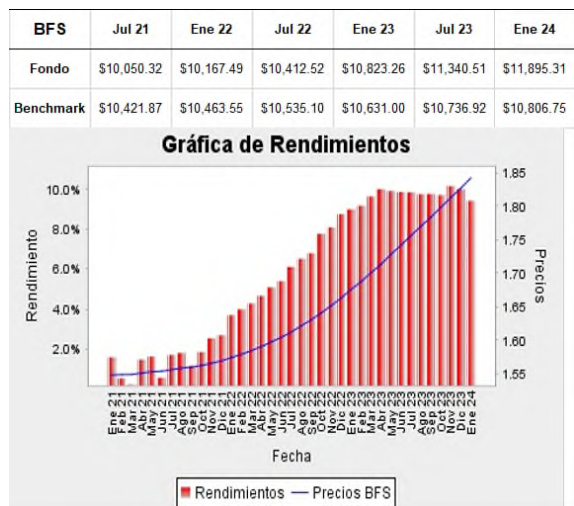 BFS Jul 21 Ene 22 Jul 22 Ene 23 Jul 23 Ene 24
Fondo $10,050.32 $10,167.49 $10,412.52 $10,823.26 $11,340.51 $11,895.31
Benchmark $10,421.87 $10,463.55 $10,535.10 $10,631.00 $10,736.92 $10,806.75
Gráfica de Rendimientos
Rendimiento
10.0%
8.0%
6.0%
4.0%
2.0%
1.85
1.80
1.75
1.70
1.65
1.60
1.55
Precios
Ene 21
Feb 21
Mar 21
Abr 21
May 21
Jun 21
Jul 21
Ago 21
Sep 21
Oct 21
Nov 21
Dic 21
Ene 22
Feb 22
Mar 22
Abr 22
May 22
Jun 22
Jul 22
Ago 22
Sep 22
Oct 22
Nov 22
Dic 22
Ene 23
Feb 23
Mar 23
Abr 23
May 23
Jun 23
Jul 23
Ago 23
Sep 23
Oct 23
Nov 23
Dic 23
Ene 24
Fecha
Rendimientos Precios BFS